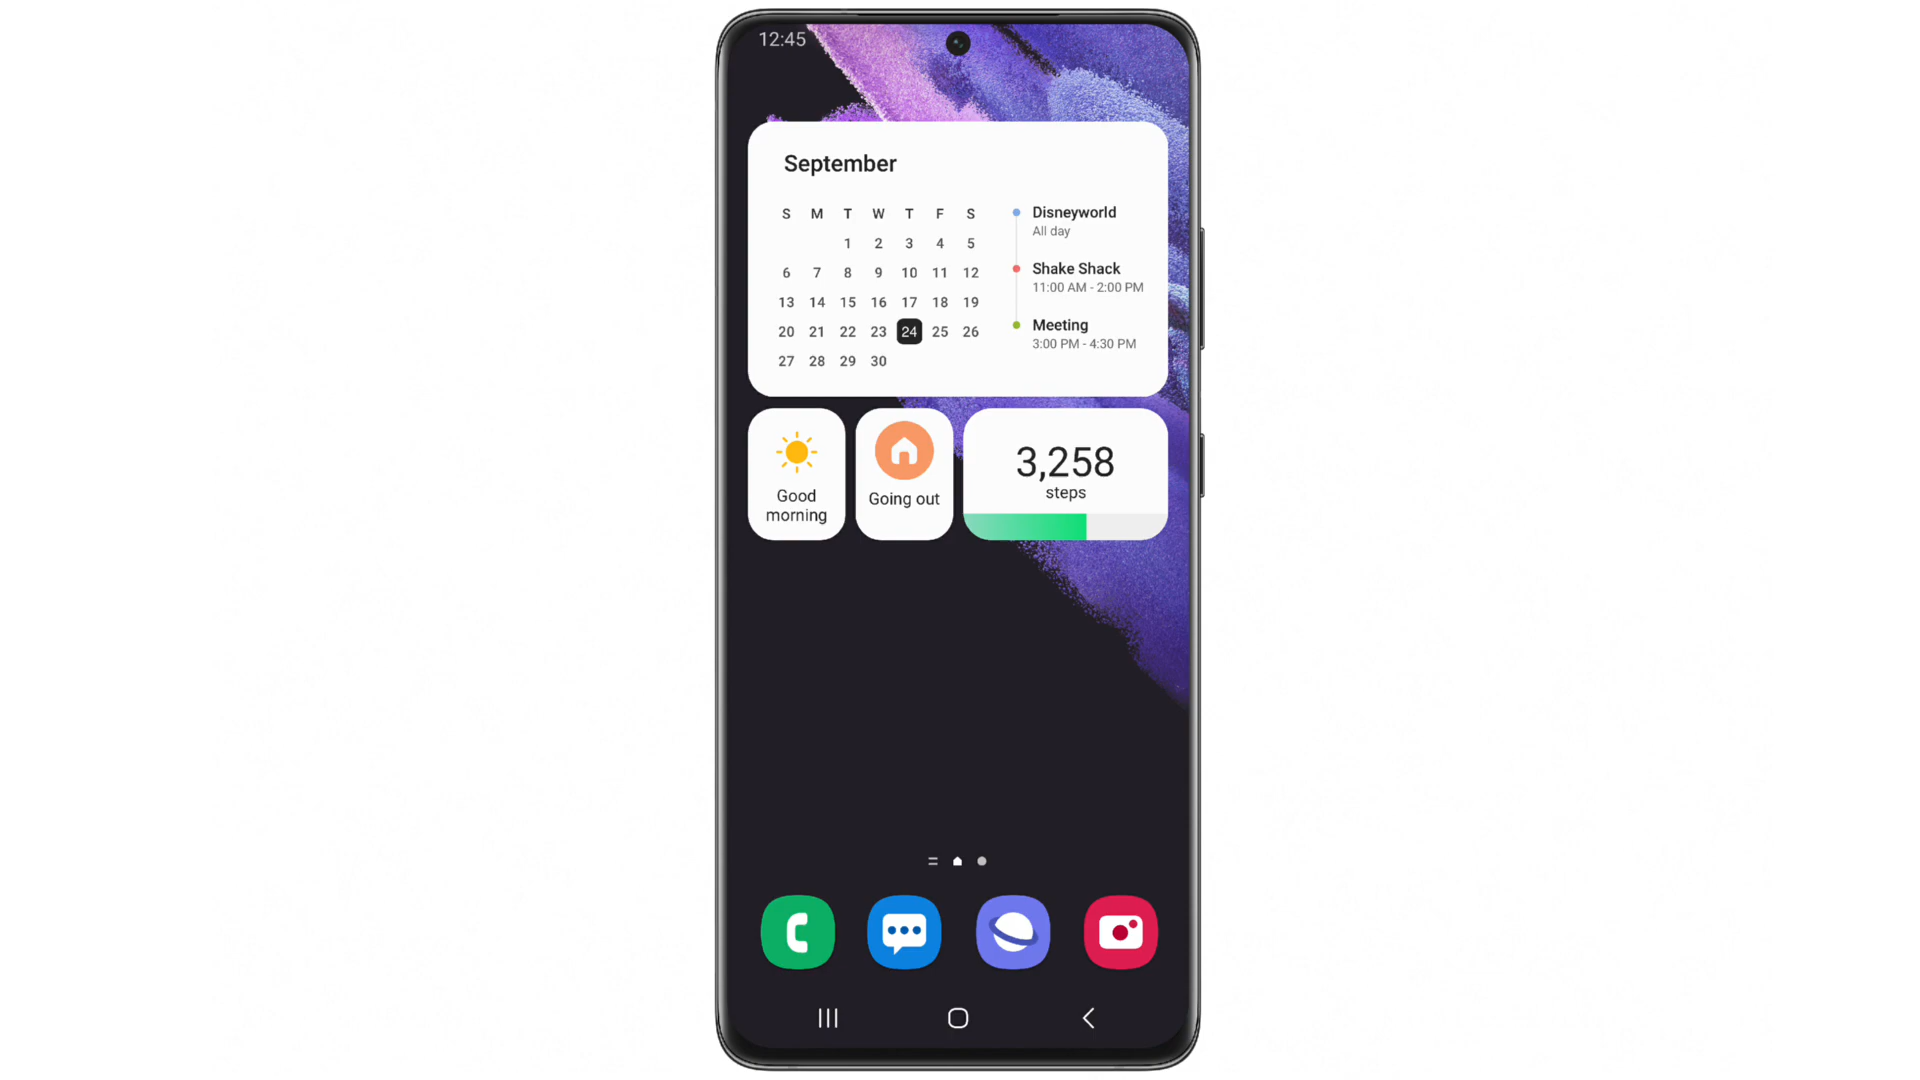 12:45
September
S M T W T F S
1 2 3 4 5
6 7 8 9 10 11 12
13 14 15 16 17 18 19
20 21 22 23 24 25 26
27 28 29 30
Disneyworld
All day
Shake Shack
11:00 AM - 2:00 PM
Meeting
3:00 PM - 4:30 PM
Good
morning
Going out
3,258
steps